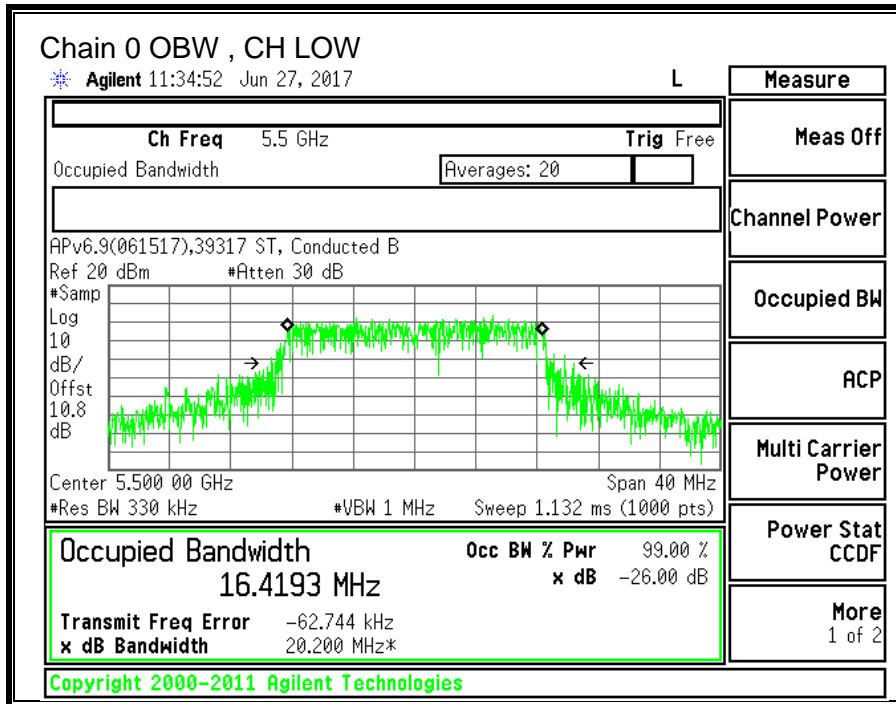 Chain 0 OBW , CH LOW
Agilent 11:34:52 Jun 27, 2017 L
Measure
Ch Freq 5.5 GHz Trig Free
Occupied Bandwidth Averages: 20
APv6.9(061517),39317 ST, Conducted B
Ref 20 dBm #Atten 30 dB
#Samp
Log
10
dB/
Offst
10.8
dB
Center 5.500 00 GHz Span 40 MHz
#Res BW 330 kHz #VBW 1 MHz Sweep 1.132 ms (1000 pts)
Occupied Bandwidth Occ BW % Pwr 99.00 %
16.4193 MHz x dB -26.00 dB
Transmit Freq Error -62.744 kHz
x dB Bandwidth 20.200 MHz*
Meas Off
Channel Power
Occupied BW
ACP
Multi Carrier
Power
Power Stat
CCDF
More
1 of 2
Copyright 2000-2011 Agilent Technologies